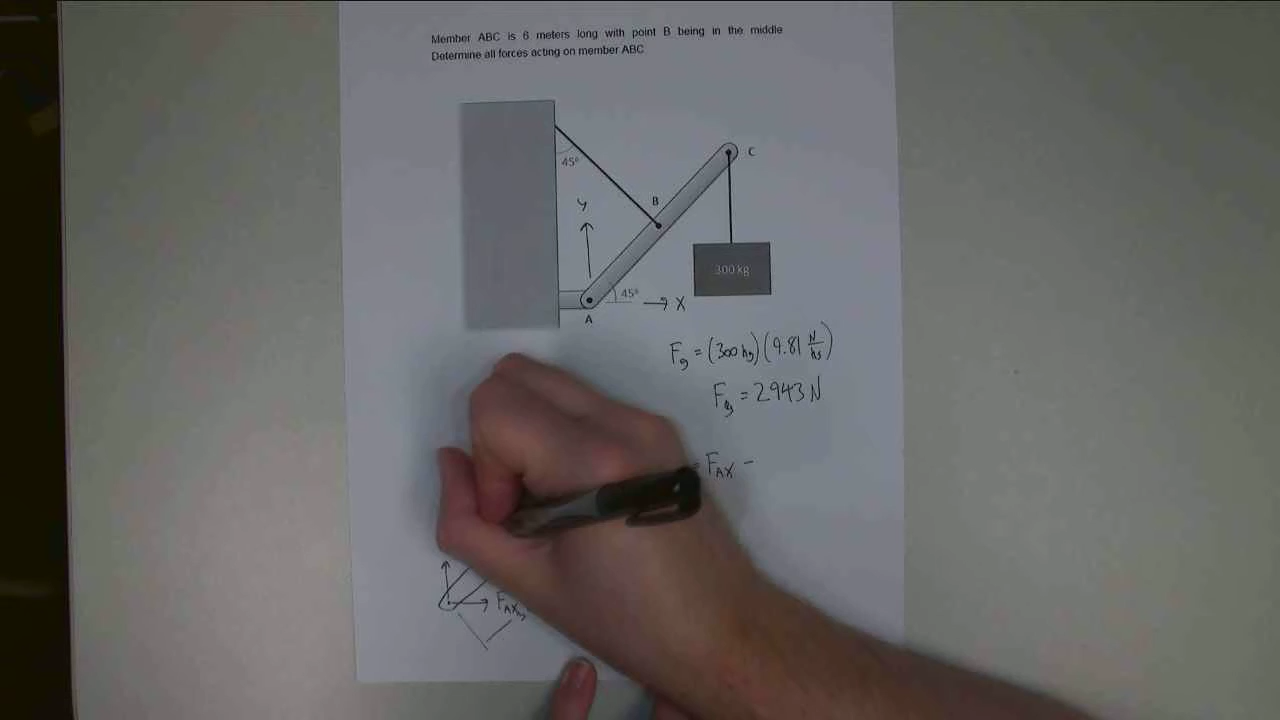 Member ABC is 6 meters long with point B being in the middle
Determine all forces acting on member ABC
C
45°
B
y
300 kg
45°
X
A
Fg = (300 kg)(9.81 N/kg)
Fg = 2943 N
= FAX -
FAX